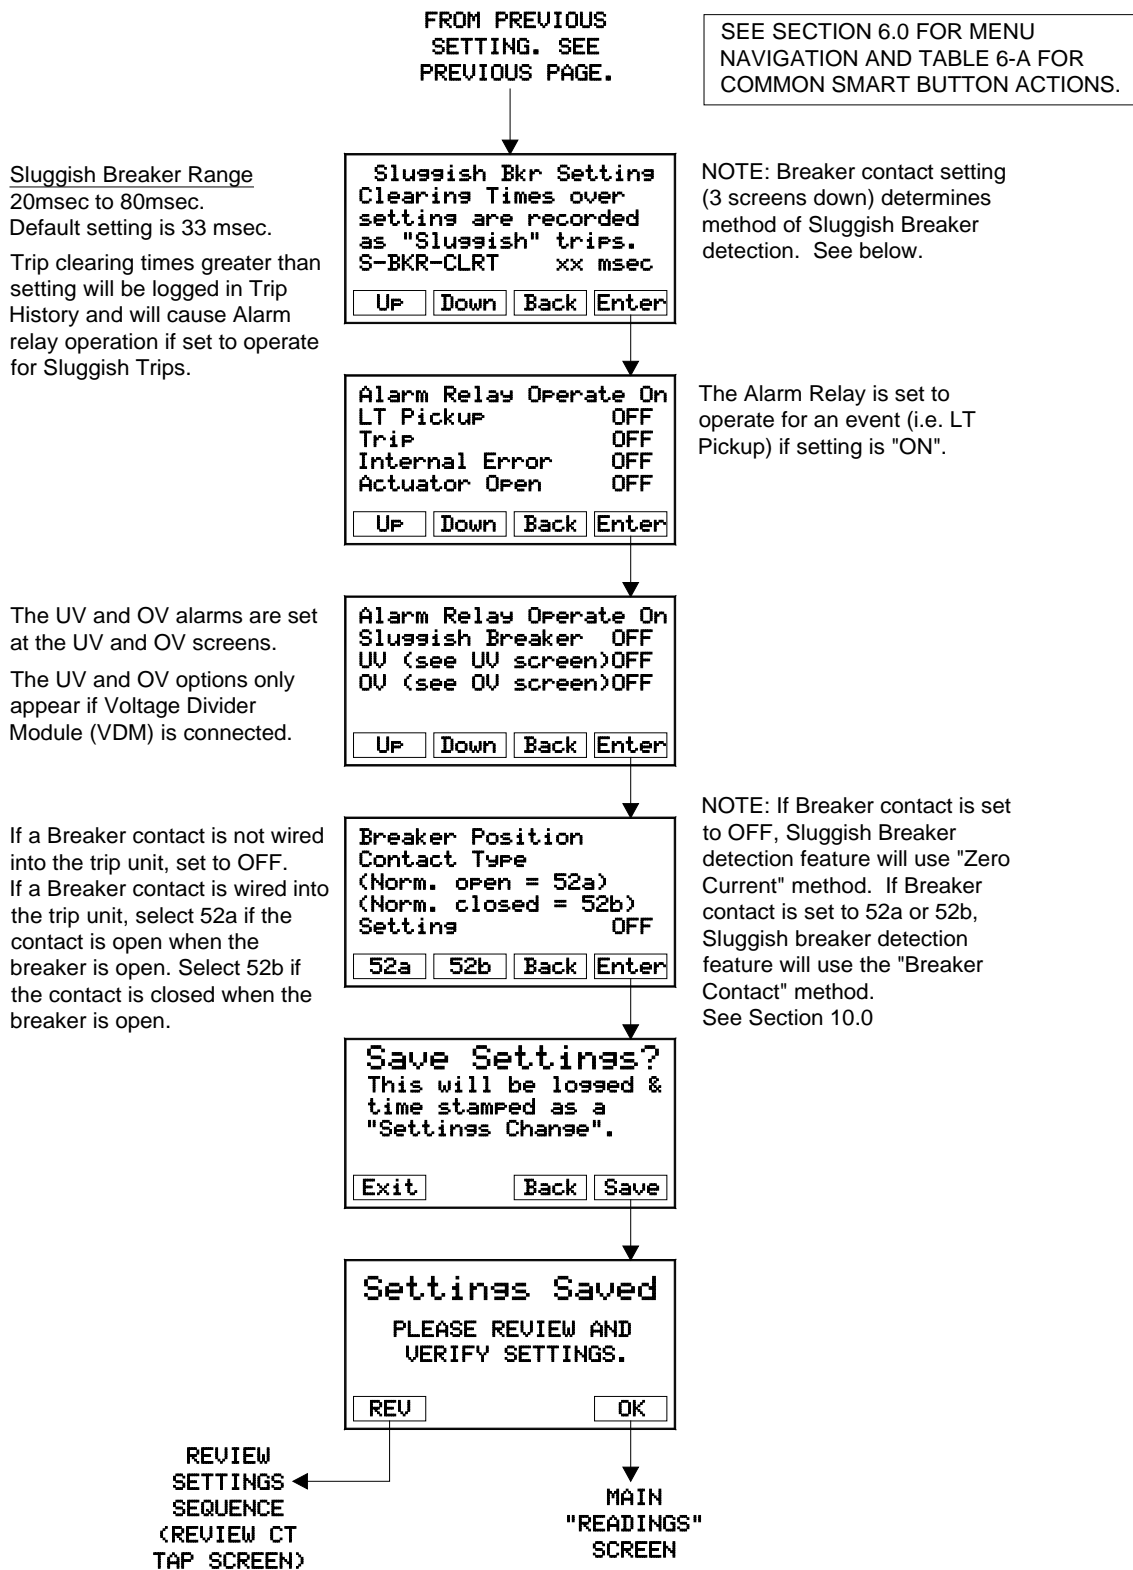 FROM PREVIOUS
SETTING. SEE
PREVIOUS PAGE.
SEE SECTION 6.0 FOR MENU
NAVIGATION AND TABLE 6-A FOR
COMMON SMART BUTTON ACTIONS.
Sluggish Breaker Range
20msec to 80msec.
Default setting is 33 msec.
Trip clearing times greater than
setting will be logged in Trip
History and will cause Alarm
relay operation if set to operate
for Sluggish Trips.
Sluggish Bkr Setting
Clearing Times over
setting are recorded
as "Sluggish" trips.
S-BKR-CLRT xx msec
Up Down Back Enter
NOTE: Breaker contact setting
(3 screens down) determines
method of Sluggish Breaker
detection. See below.
Alarm Relay Operate On
LT Pickup OFF
Trip OFF
Internal Error OFF
Actuator Open OFF
Up Down Back Enter
The Alarm Relay is set to
operate for an event (i.e. LT
Pickup) if setting is "ON".
The UV and OV alarms are set
at the UV and OV screens.
The UV and OV options only
appear if Voltage Divider
Module (VDM) is connected.
Alarm Relay Operate On
Sluggish Breaker OFF
UV (see UV screen)OFF
OV (see OV screen)OFF
Up Down Back Enter
If a Breaker contact is not wired
into the trip unit, set to OFF.
If a Breaker contact is wired into
the trip unit, select 52a if the
contact is open when the
breaker is open. Select 52b if
the contact is closed when the
breaker is open.
Breaker Position
Contact Type
(Norm. open = 52a)
(Norm. closed = 52b)
Setting OFF
52a 52b Back Enter
NOTE: If Breaker contact is set
to OFF, Sluggish Breaker
detection feature will use "Zero
Current" method. If Breaker
contact is set to 52a or 52b,
Sluggish breaker detection
feature will use the "Breaker
Contact" method.
See Section 10.0
Save Settings?
This will be logged &
time stamped as a
"Settings Change".
Exit Back Save
Settings Saved
PLEASE REVIEW AND
VERIFY SETTINGS.
REV OK
REVIEW
SETTINGS
SEQUENCE
(REVIEW CT
TAP SCREEN)
MAIN
"READINGS"
SCREEN